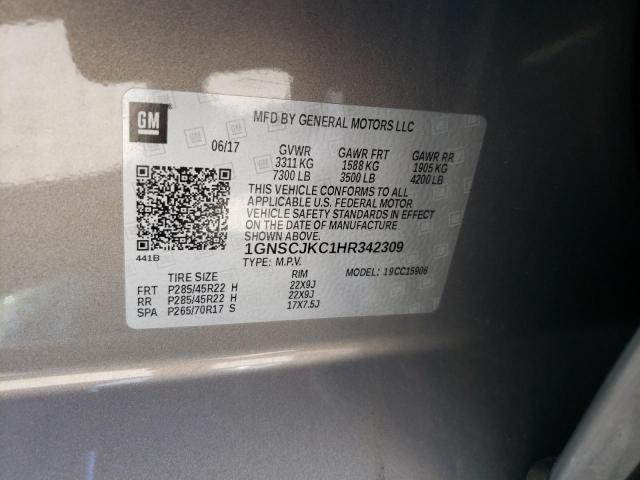 GM
MFD BY GENERAL MOTORS LLC
06/17 GVWR GAWR FRT GAWR RR
3311 KG 1588 KG 1905 KG
7300 LB 3500 LB 4200 LB
THIS VEHICLE CONFORMS TO ALL
APPLICABLE U.S. FEDERAL MOTOR
VEHICLE SAFETY STANDARDS IN EFFECT
ON THE DATE OF MANUFACTURE
SHOWN ABOVE.
441B
1GNSCJKC1HR342309
TYPE: M.P.V. MODEL: 19CC15906
TIRE SIZE RIM
FRT P285/45R22 H 22X9J
RR P285/45R22 H 22X9J
SPA P265/70R17 S 17X7.5J